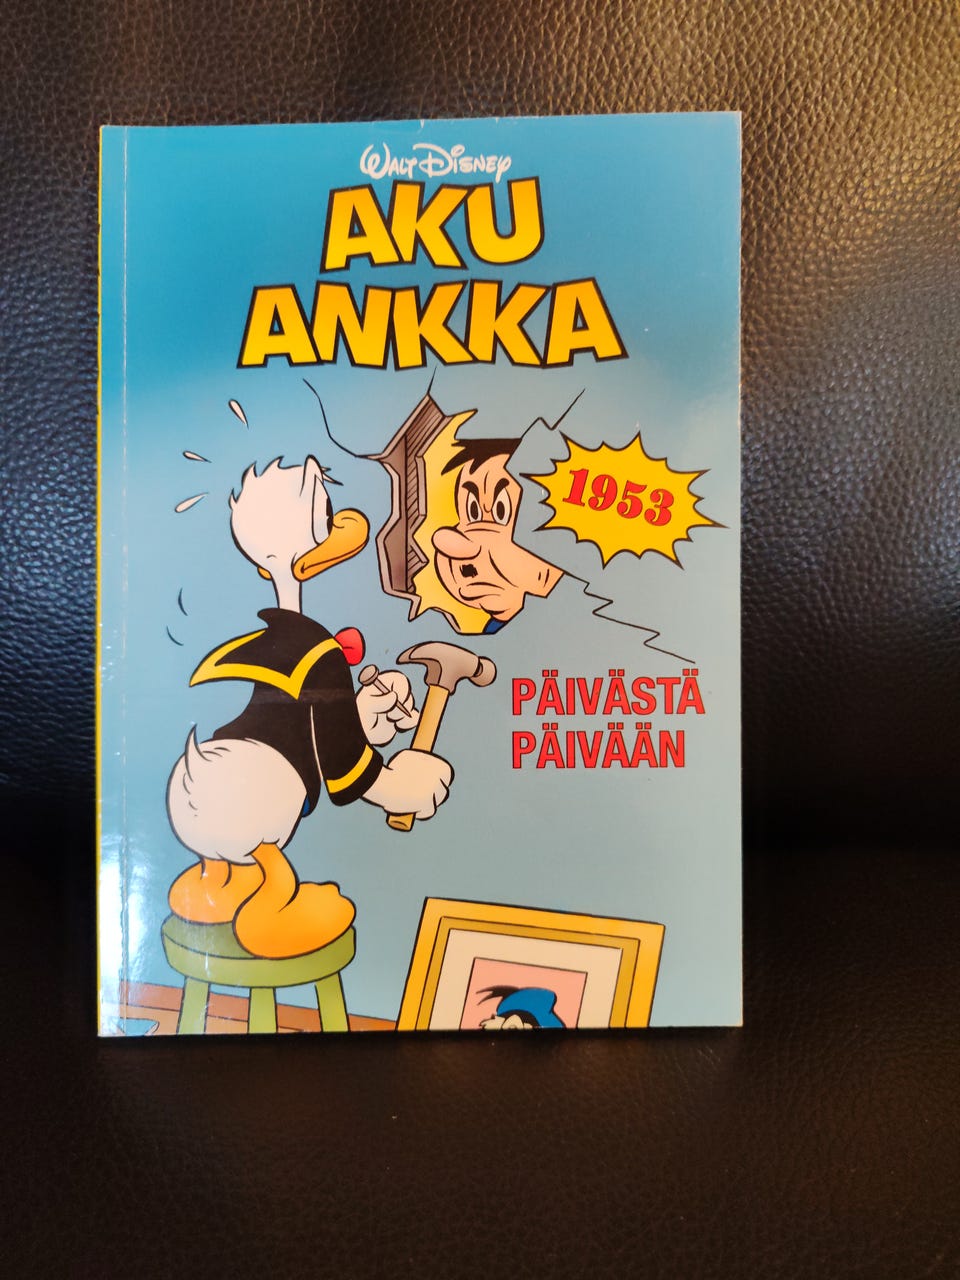 Walt Disney
AKU
ANKKA
1953
PÄIVÄSTÄ
PÄIVÄÄN